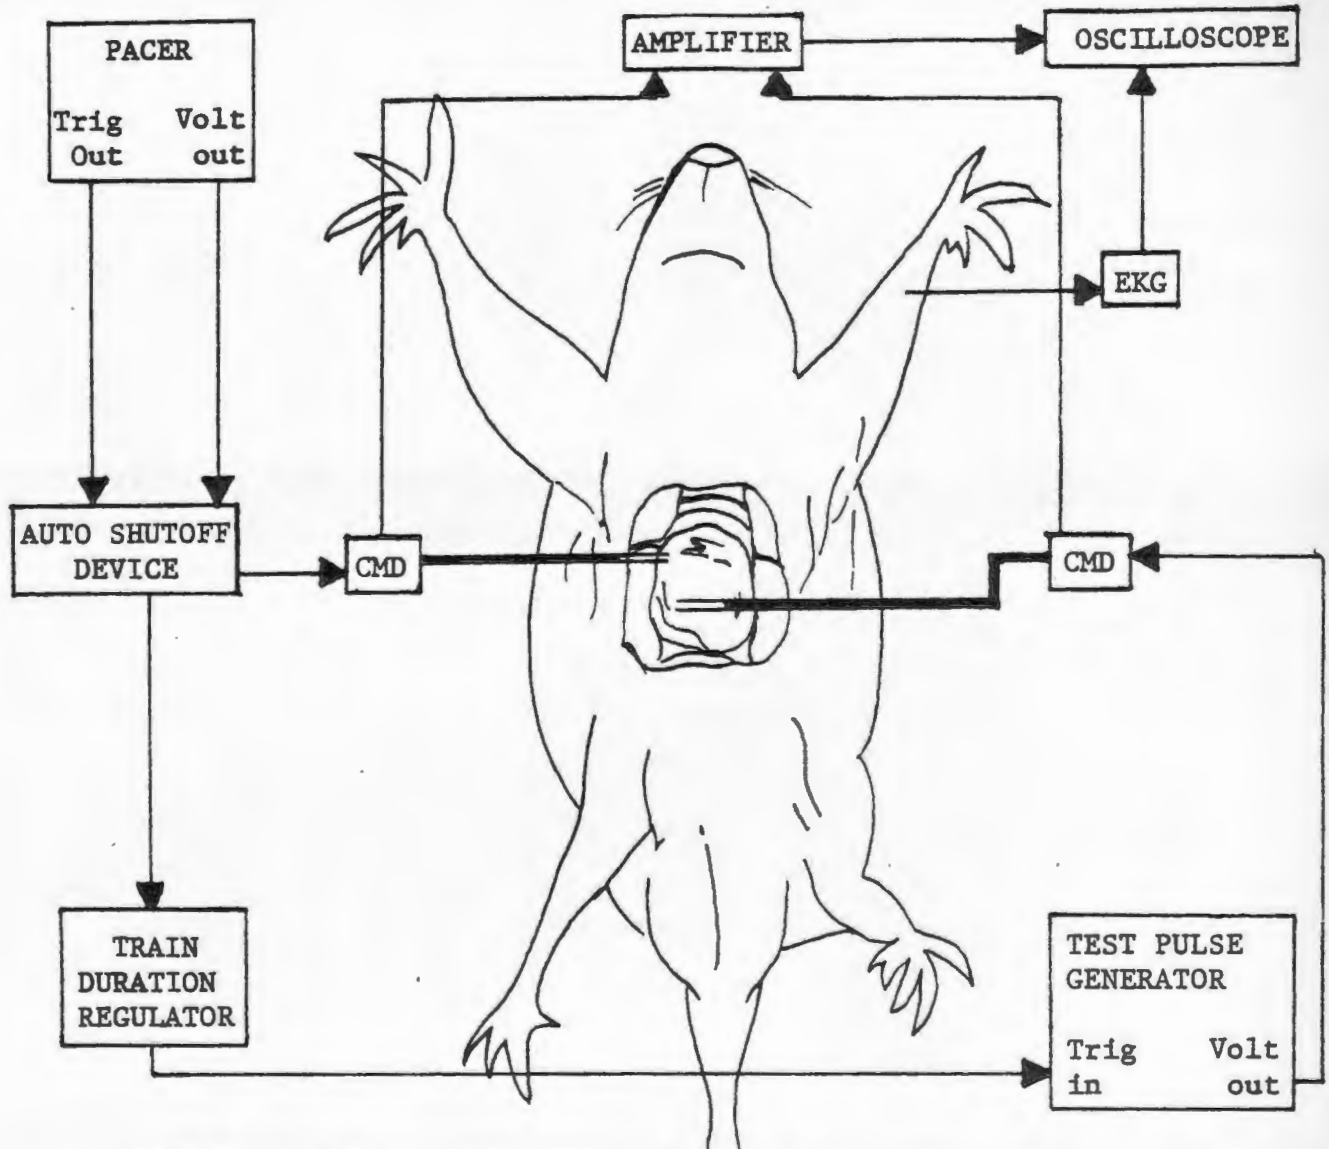 PACER
Trig Volt
Out out
AMPLIFIER
OSCILLOSCOPE
EKG
AUTO SHUTOFF
DEVICE
CMD
CMD
TRAIN
DURATION
REGULATOR
TEST PULSE
GENERATOR
Trig Volt
in out